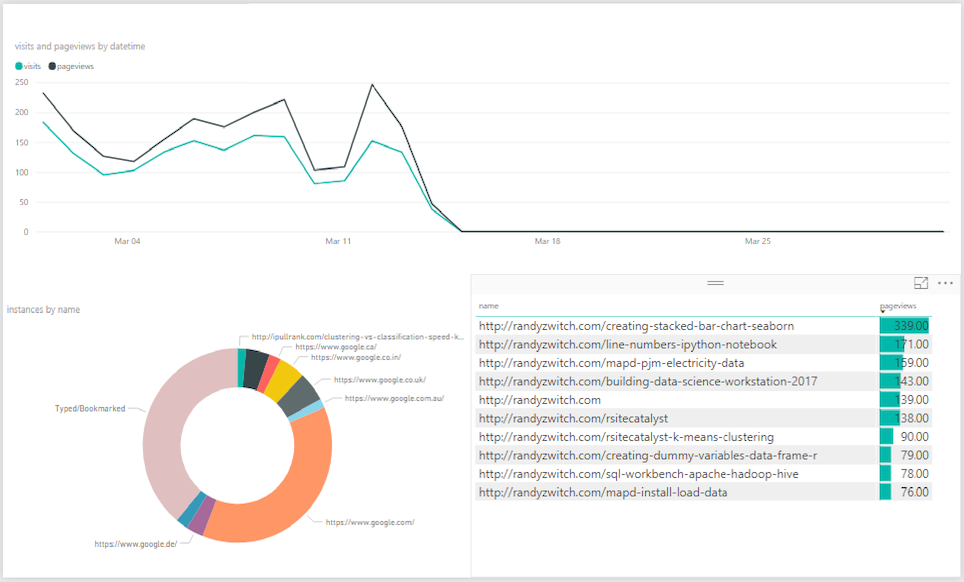 visits and pageviews by datetime
visits pageviews
250
200
150
100
50
0
Mar 04 Mar 11 Mar 18 Mar 25
instances by name
http://ipullrank.com/clustering-vs-classification-speed-k...
https://www.google.ca/
https://www.google.co.in/
https://www.google.co.uk/
https://www.google.com.au/
Typed/Bookmarked
https://www.google.com/
https://www.google.de/
name pageviews
http://randyzwitch.com/creating-stacked-bar-chart-seaborn 339.00
http://randyzwitch.com/line-numbers-ipython-notebook 171.00
http://randyzwitch.com/mapd-pjm-electricity-data 159.00
http://randyzwitch.com/building-data-science-workstation-2017 143.00
http://randyzwitch.com 139.00
http://randyzwitch.com/rsitecatalyst 138.00
http://randyzwitch.com/rsitecatalyst-k-means-clustering 90.00
http://randyzwitch.com/creating-dummy-variables-data-frame-r 79.00
http://randyzwitch.com/sql-workbench-apache-hadoop-hive 78.00
http://randyzwitch.com/mapd-install-load-data 76.00